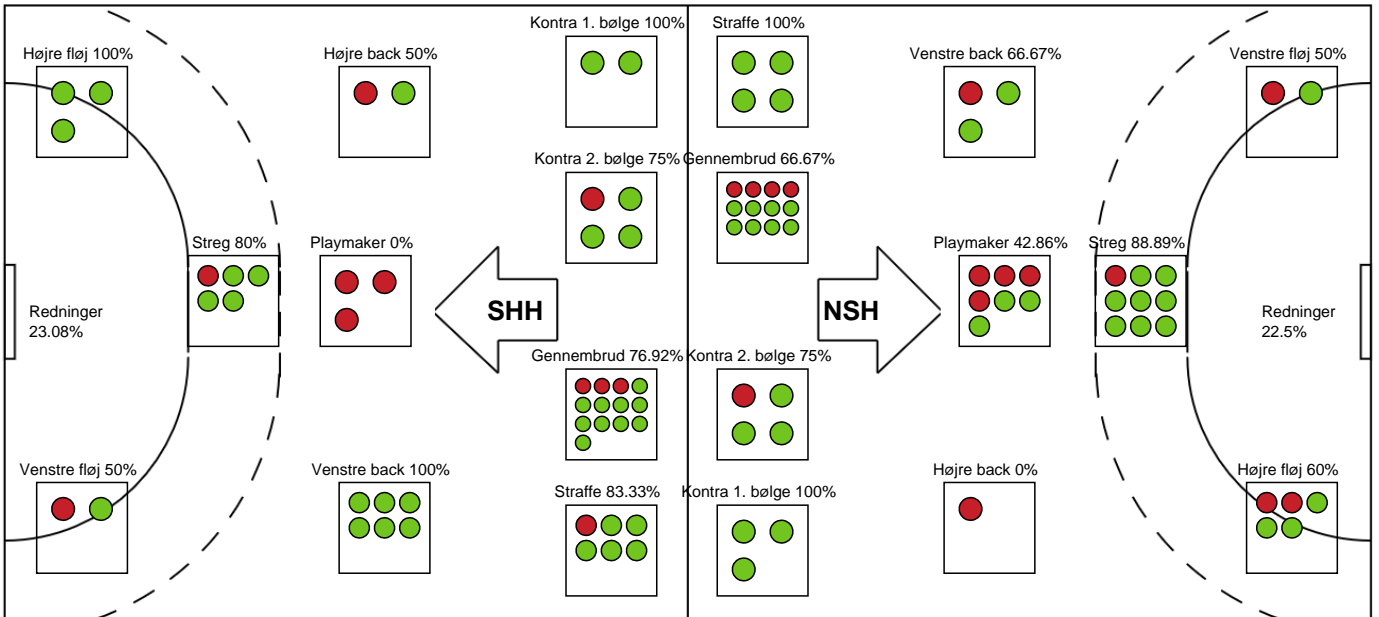 Kontra 1. bølge 100%
Straffe 100%
Højre fløj 100%
Højre back 50%
Venstre back 66.67%
Venstre fløj 50%
Kontra 2. bølge 75%
Gennembrud 66.67%
Streg 80%
Playmaker 0%
Playmaker 42.86%
Streg 88.89%
Redninger
23.08%
SHH
NSH
Redninger
22.5%
Gennembrud 76.92%
Kontra 2. bølge 75%
Venstre fløj 50%
Venstre back 100%
Højre back 0%
Højre fløj 60%
Straffe 83.33%
Kontra 1. bølge 100%